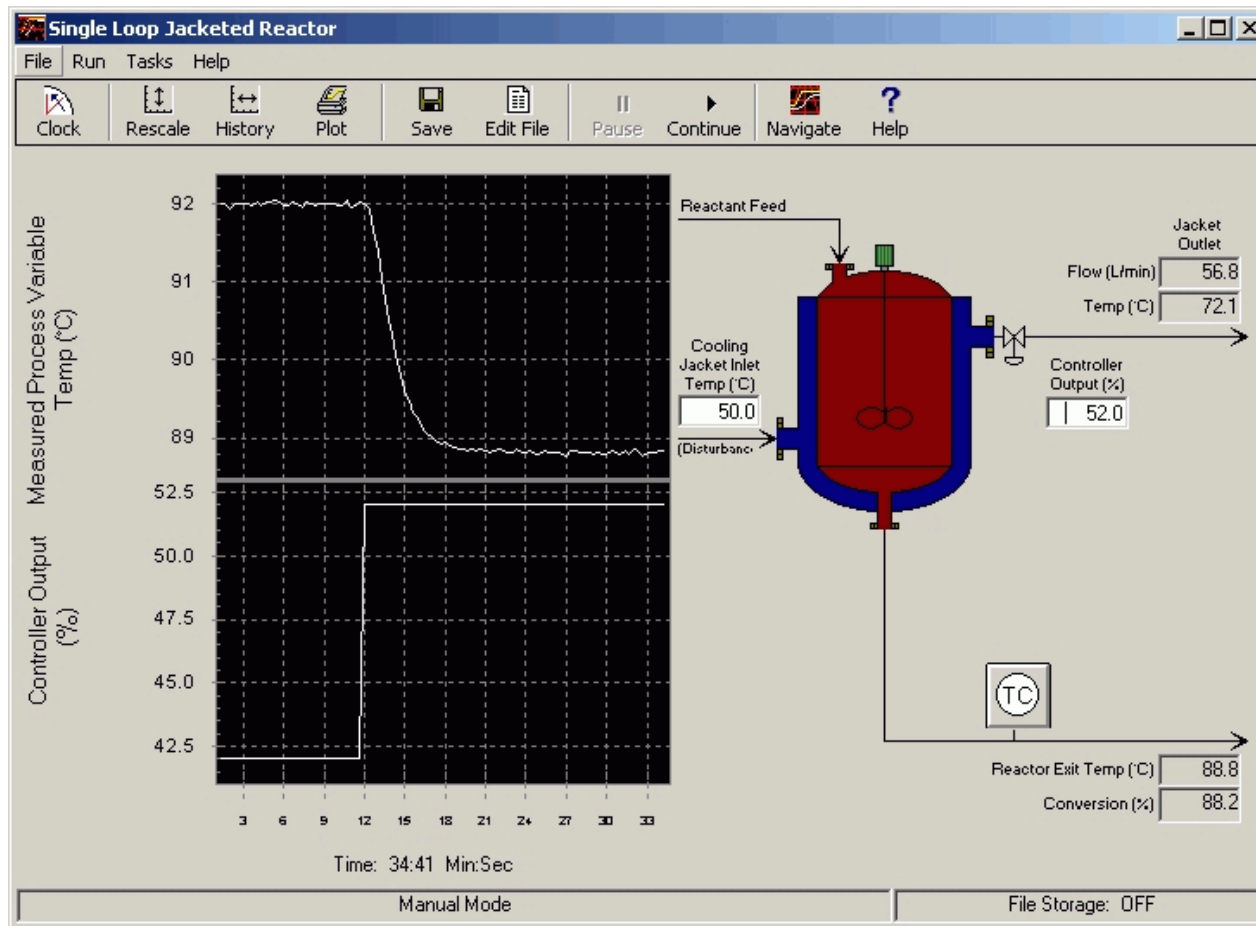 Single Loop Jacketed Reactor
File Run Tasks Help
Clock Rescale History Plot Save Edit File Pause Continue Navigate Help
Measured Process Variable
Temp (°C)
92
91
90
89
Controller Output
(%)
52.5
50.0
47.5
45.0
42.5
3 6 9 12 15 18 21 24 27 30 33
Time: 34:41 Min:Sec
Reactant Feed
Cooling
Jacket Inlet
Temp (°C)
50.0
(Disturbanc
Jacket
Outlet
Flow (L/min) 56.8
Temp (°C) 72.1
Controller
Output (%)
52.0
TC
Reactor Exit Temp (°C) 88.8
Conversion (%) 88.2
Manual Mode
File Storage: OFF